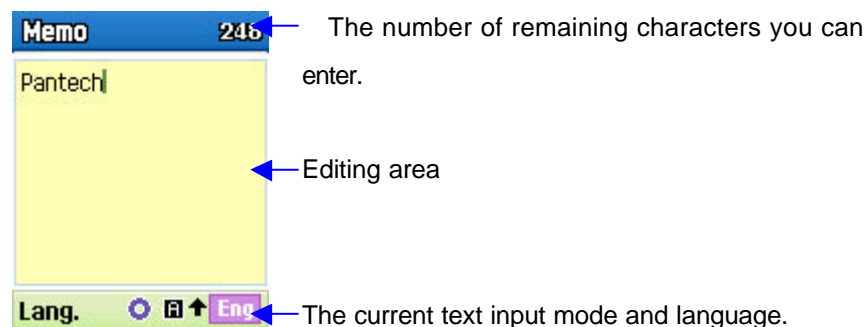 Memo 246
The number of remaining characters you can
enter.
Pantech
Editing area
Lang. A Eng
The current text input mode and language.